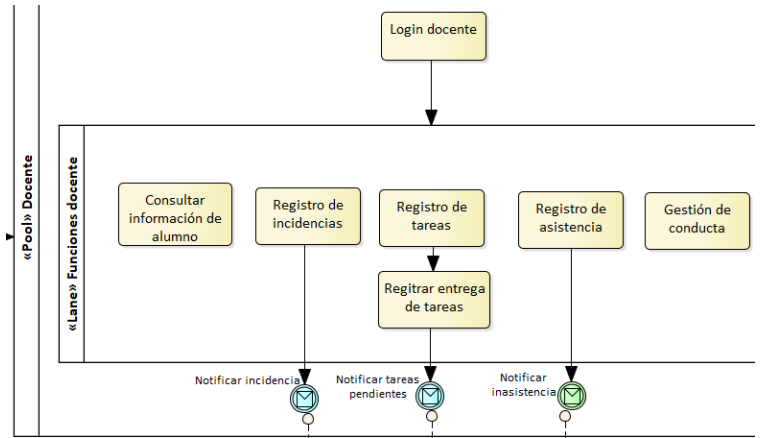 Login docente
«Pool» Docente
«Lane» Funciones docente
Consultar
información de
alumno
Registro de
incidencias
Registro de
tareas
Registro de
asistencia
Gestión de
conducta
Regitrar entrega
de tareas
Notificar incidencia
Notificar tareas
pendientes
Notificar
inasistencia